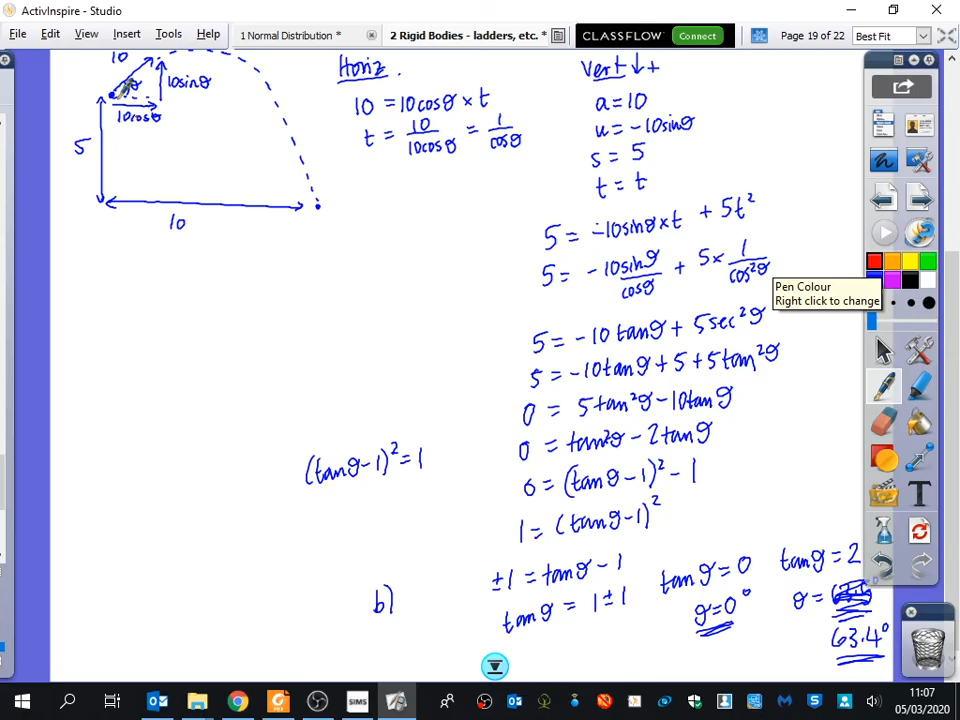 ActivInspire - Studio
File Edit View Insert Tools Help
1 Normal Distribution *
2 Rigid Bodies - ladders, etc. *
CLASSFLOW Connect
Page 19 of 22
Best Fit
10
θ
10sinθ
10cosθ
5
10
Horiz.
10 = 10cosθ × t
t = 10/10cosθ = 1/cosθ
Vert ↓+
a = 10
u = -10sinθ
s = 5
t = t
5 = -10sinθ×t + 5t²
5 = -10sinθ/cosθ + 5× 1/cos²θ
Pen Colour
Right click to change
5 = -10tanθ + 5sec²θ
5 = -10tanθ + 5 + 5tan²θ
0 = 5tan²θ - 10tanθ
0 = tan²θ - 2tanθ
(tanθ-1)² = 1
0 = (tanθ-1)² - 1
1 = (tanθ-1)²
±1 = tanθ - 1
tanθ = 1±1
tanθ = 0
θ = 0°
tanθ = 2
θ =
63.4°
b)
SIMS
11:07
05/03/2020